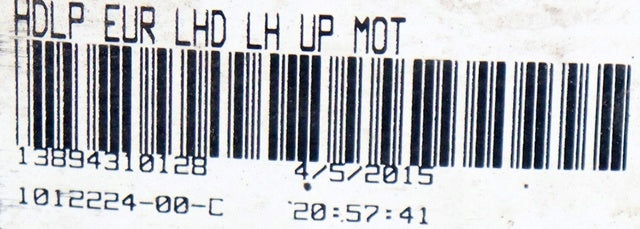 HDLP EUR LHD LH UP MOT
13894310128 4/5/2015
1012224-00-C 20:57:41